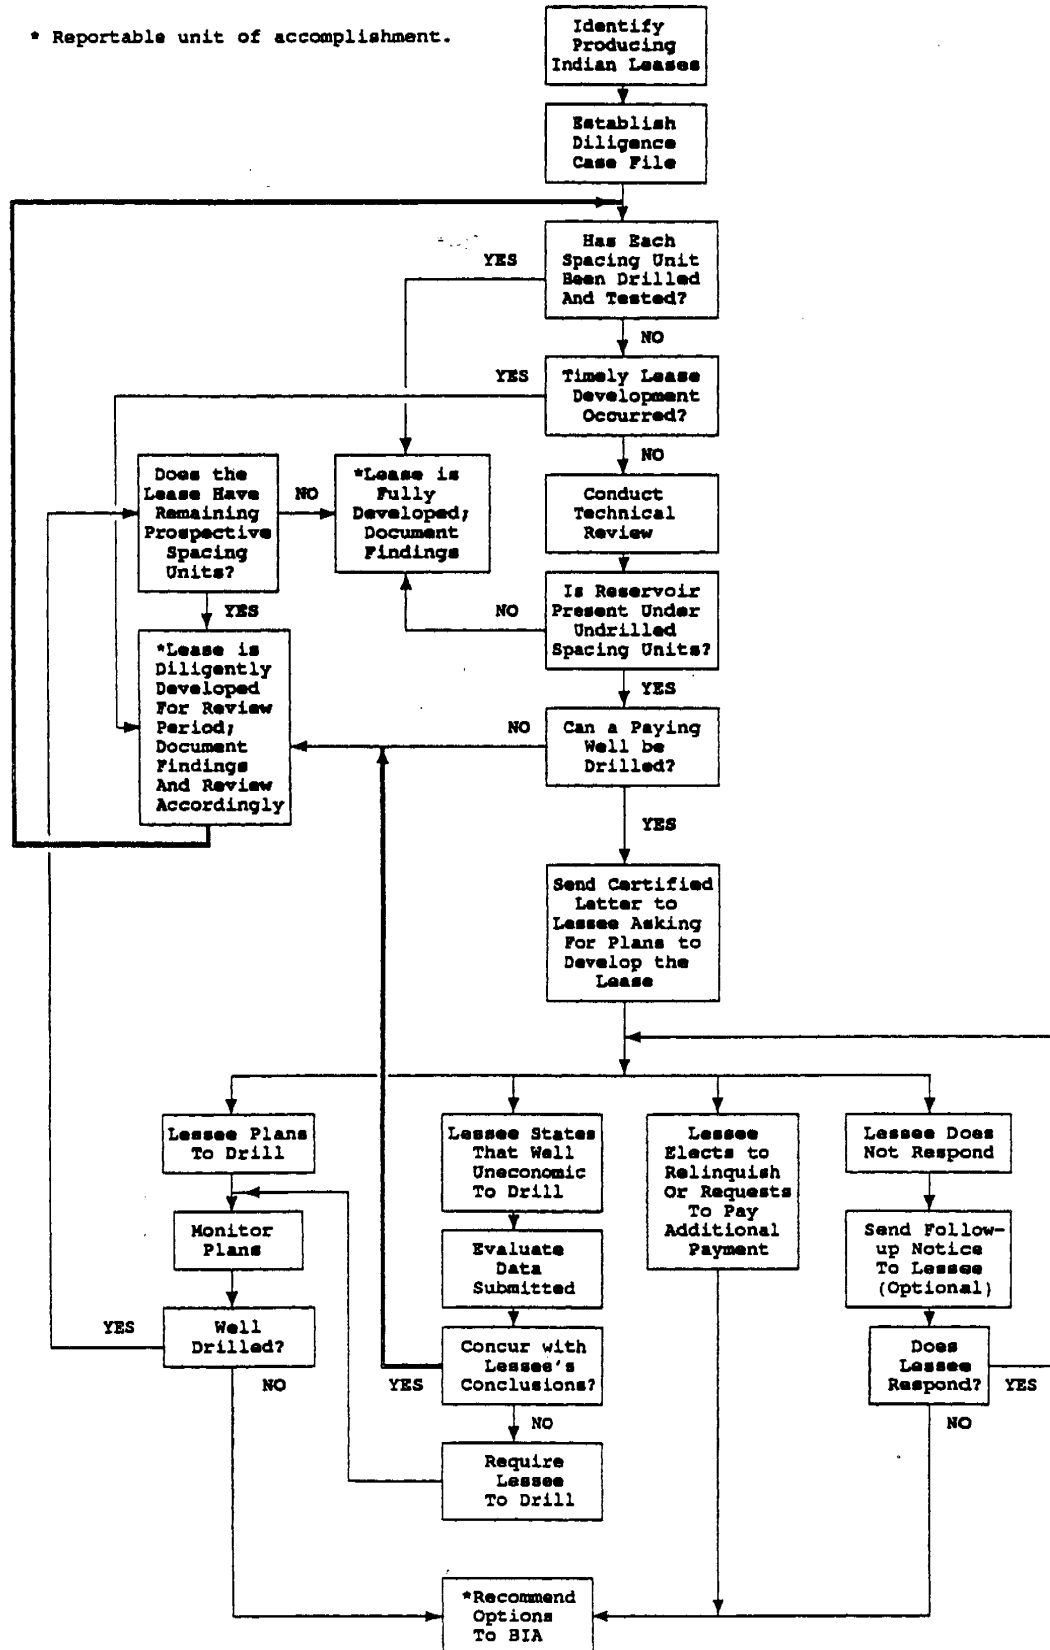 * Reportable unit of accomplishment.
Identify
Producing
Indian Leases
Establish
Diligence
Case File
Has Each
Spacing Unit
Been Drilled
And Tested?
YES
NO
Timely Lease
Development
Occurred?
YES
NO
Does the
Lease Have
Remaining
Prospective
Spacing
Units?
NO
*Lease is
Fully
Developed;
Document
Findings
Conduct
Technical
Review
Is Reservoir
Present Under
Undrilled
Spacing Units?
NO
YES
YES
*Lease is
Diligently
Developed
For Review
Period;
Document
Findings
And Review
Accordingly
NO
Can a Paying
Well be
Drilled?
YES
Send Certified
Letter to
Lessee Asking
For Plans to
Develop the
Lease
Lessee Plans
To Drill
Monitor
Plans
Well
Drilled?
YES
NO
Lessee States
That Well
Uneconomic
To Drill
Evaluate
Data
Submitted
Concur with
Lessee's
Conclusions?
YES
NO
Require
Lessee
To Drill
Lessee
Elects to
Relinquish
Or Requests
To Pay
Additional
Payment
Lessee Does
Not Respond
Send Follow-
up Notice
To Lessee
(Optional)
Does
Lessee
Respond?
YES
NO
*Recommend
Options
To BIA